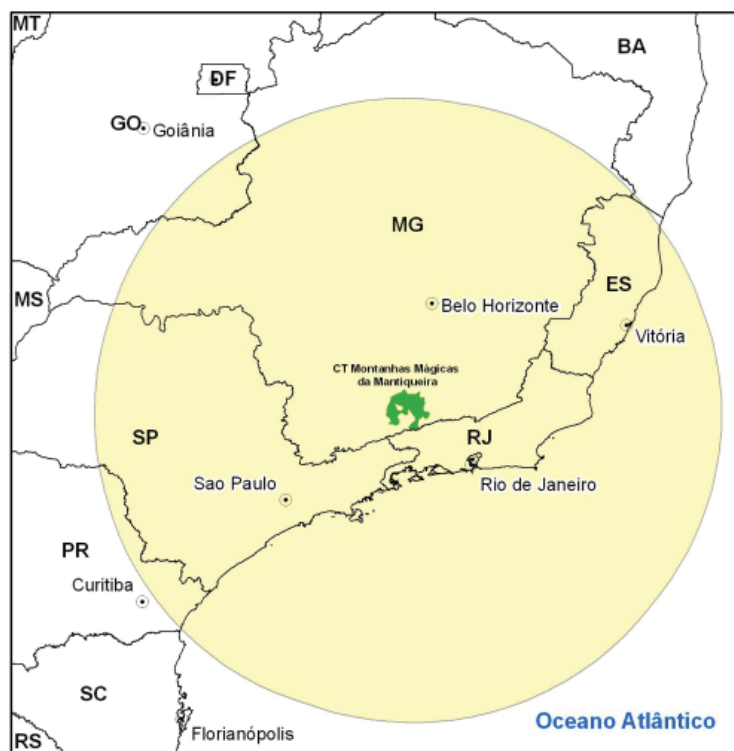 MT
BA
DF
GO
Goiânia
MG
MS
ES
Belo Horizonte
Vitória
CT Montanhas Mágicas
da Mantiqueira
SP
RJ
Sao Paulo
Rio de Janeiro
PR
Curitiba
SC
Florianópolis
Oceano Atlântico
RS